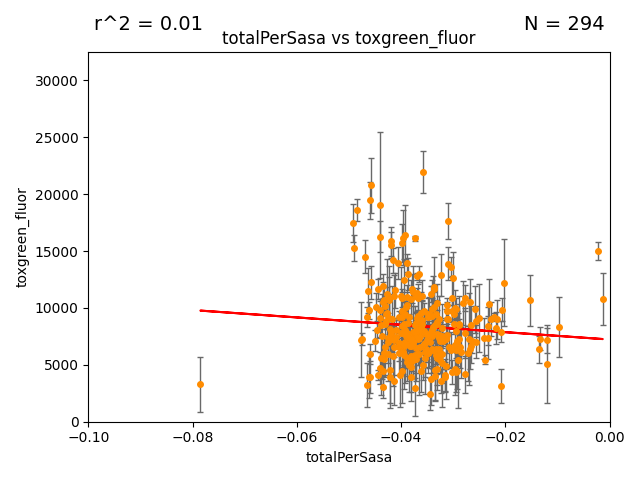 r^2 = 0.01
N = 294
totalPerSasa vs toxgreen_fluor
30000
25000
20000
15000
10000
5000
0
toxgreen_fluor
−0.10
−0.08
−0.06
−0.04
−0.02
0.00
totalPerSasa